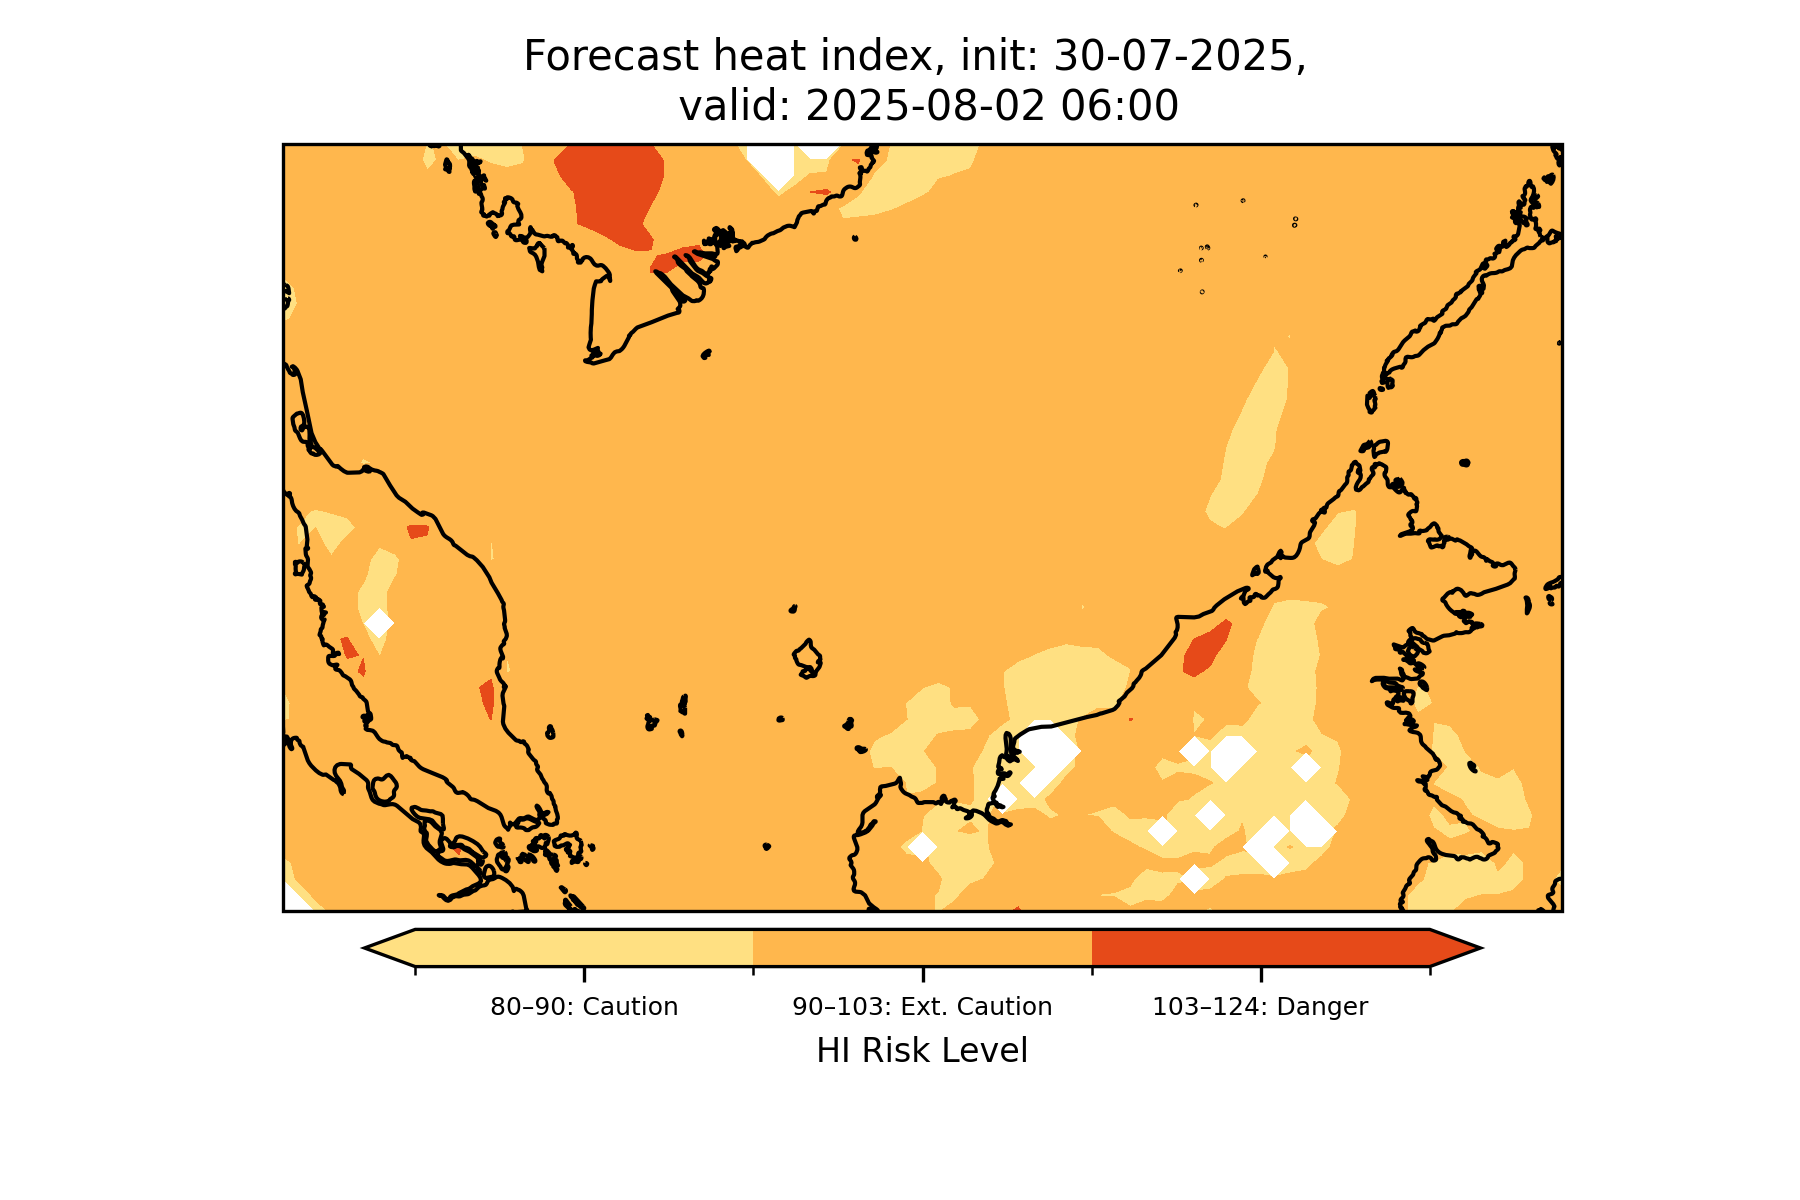 Forecast heat index, init: 30-07-2025,
valid: 2025-08-02 06:00
80–90: Caution
90–103: Ext. Caution
103–124: Danger
HI Risk Level